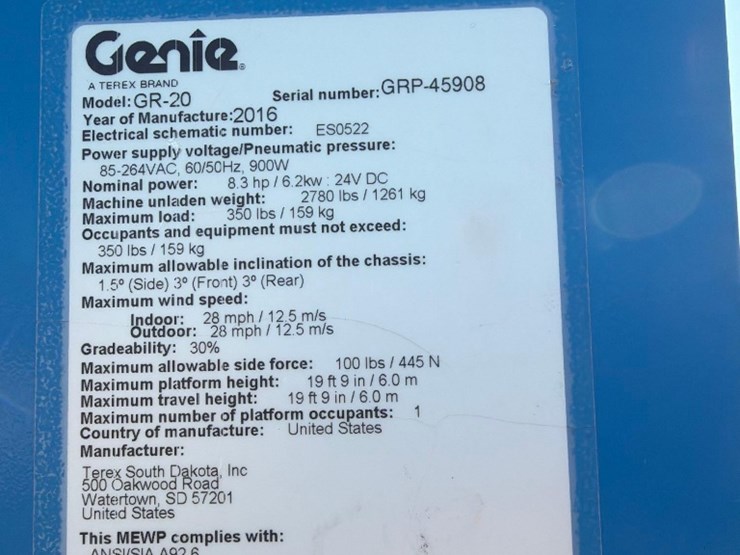 Genie®
A TEREX BRAND
Model: GR-20 Serial number: GRP-45908
Year of Manufacture: 2016
Electrical schematic number: ES0522
Power supply voltage/Pneumatic pressure:
85-264VAC, 60/50Hz, 900W
Nominal power: 8.3 hp / 6.2kw : 24V DC
Machine unladen weight: 2780 lbs / 1261 kg
Maximum load: 350 lbs / 159 kg
Occupants and equipment must not exceed:
350 lbs / 159 kg
Maximum allowable inclination of the chassis:
1.5º (Side) 3º (Front) 3º (Rear)
Maximum wind speed:
Indoor: 28 mph / 12.5 m/s
Outdoor: 28 mph / 12.5 m/s
Gradeability: 30%
Maximum allowable side force: 100 lbs / 445 N
Maximum platform height: 19 ft 9 in / 6.0 m
Maximum travel height: 19 ft 9 in / 6.0 m
Maximum number of platform occupants: 1
Country of manufacture: United States
Manufacturer:
Terex South Dakota, Inc
500 Oakwood Road
Watertown, SD 57201
United States
This MEWP complies with:
ANSI/SIA A92.6